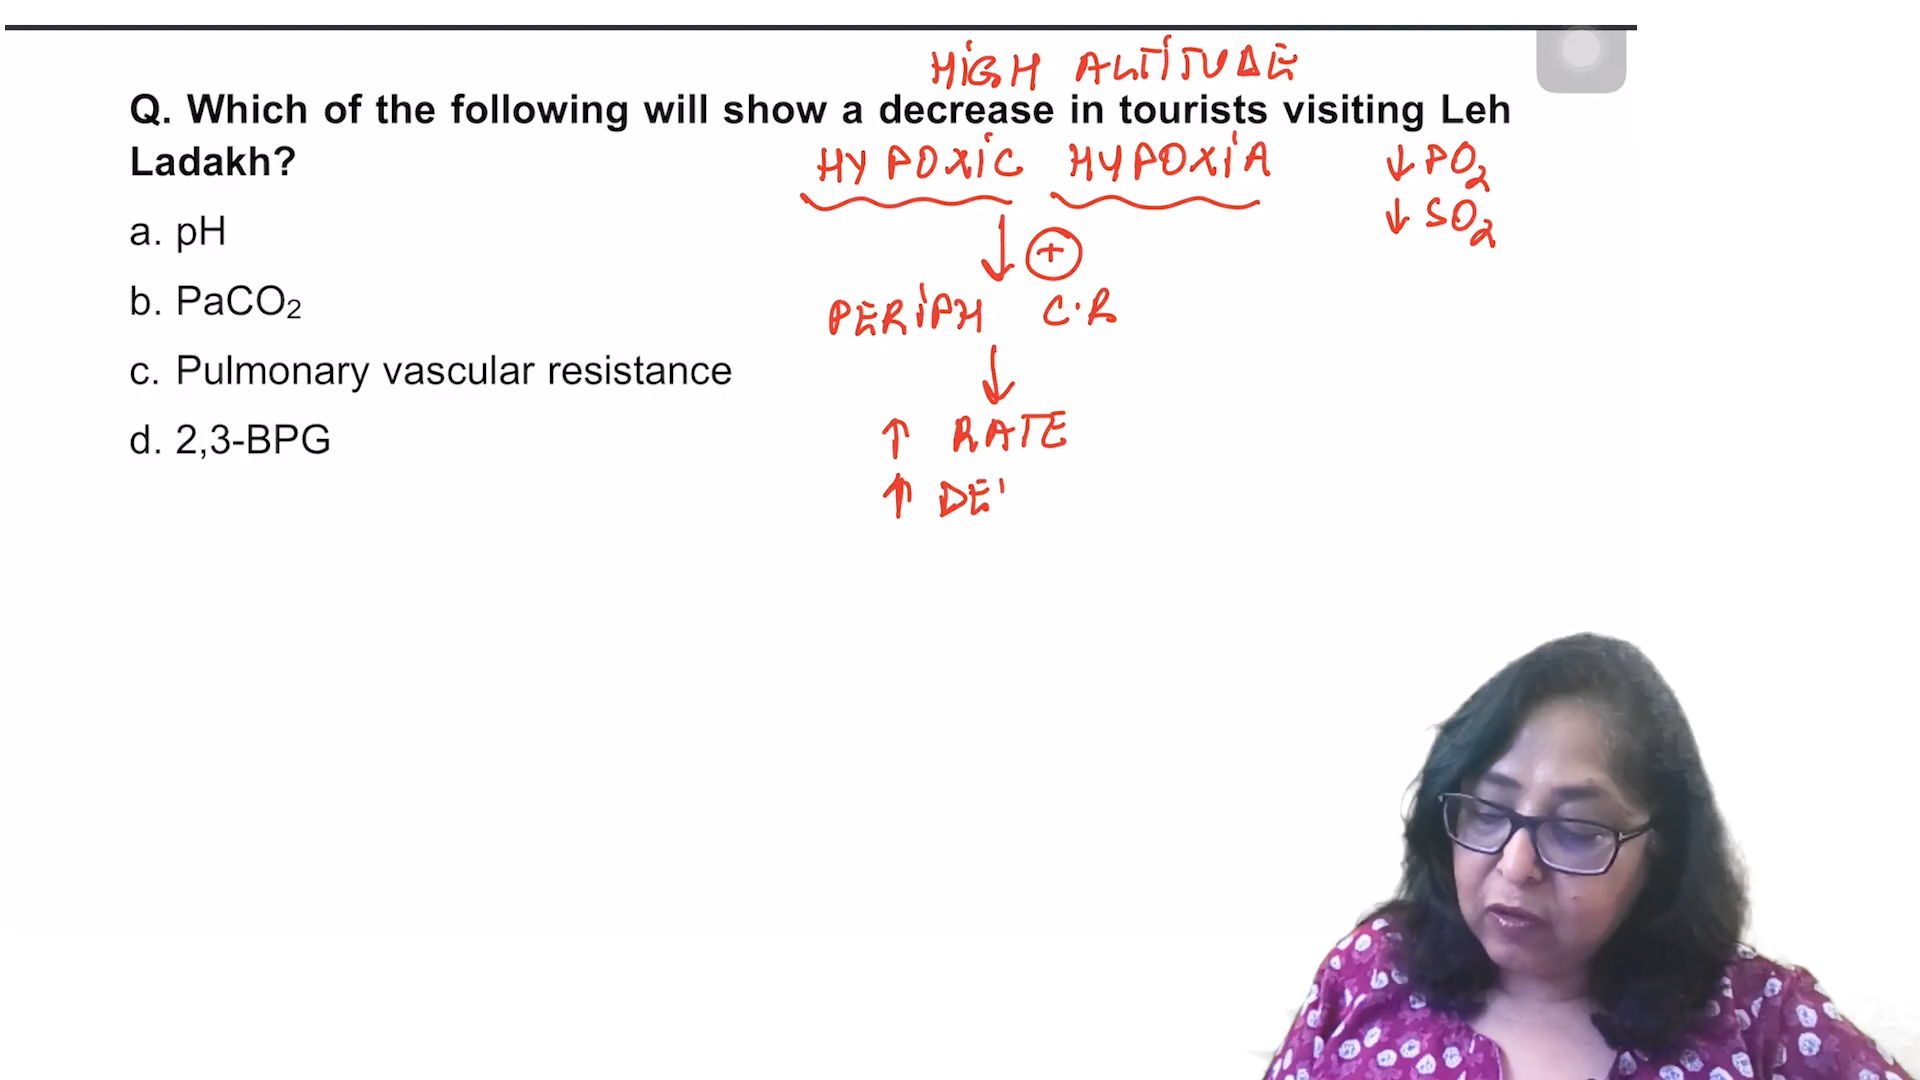 HIGH ALTITUDE
Q. Which of the following will show a decrease in tourists visiting Leh
Ladakh?
HYPOXIC HYPOXIA
↓ PO2
↓ SO2
a. pH
+
b. PaCO2
PERIPH C.R
c. Pulmonary vascular resistance
↑ RATE
d. 2,3-BPG
↑ DE